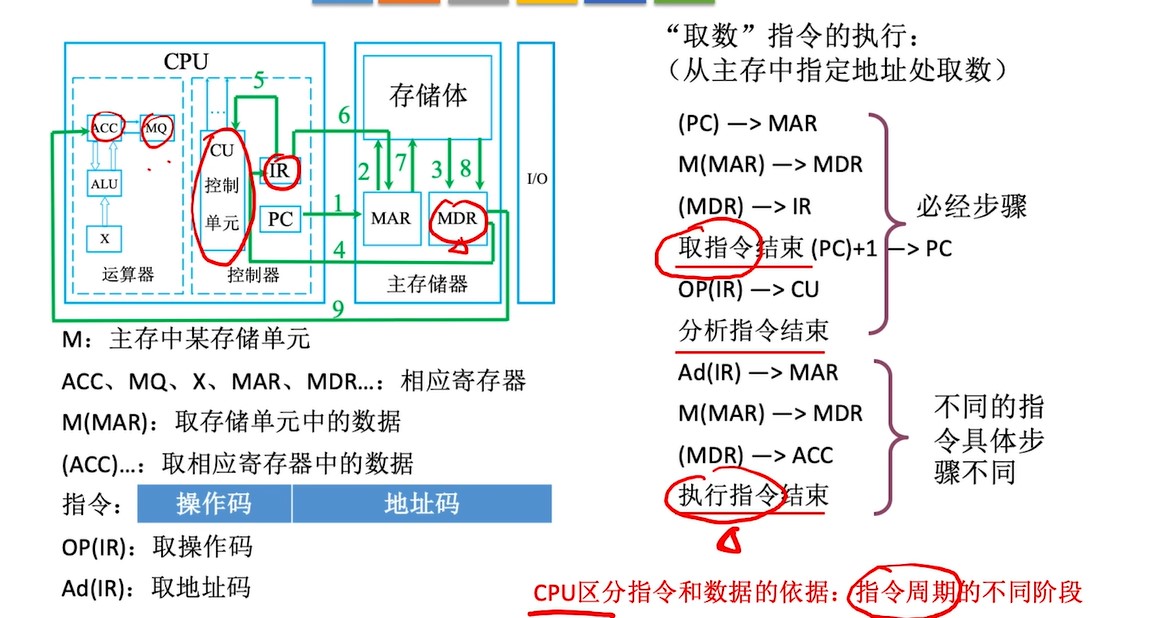 CPU
ACC
MQ
ALU
X
运算器
...
CU
控制
单元
IR
PC
控制器
5
6
1
4
9
存储体
2
7
3
8
MAR
MDR
主存储器
I/O
M：主存中某存储单元
ACC、MQ、X、MAR、MDR...：相应寄存器
M(MAR)：取存储单元中的数据
(ACC)...：取相应寄存器中的数据
指令： 操作码 地址码
OP(IR)：取操作码
Ad(IR)：取地址码
“取数”指令的执行：
（从主存中指定地址处取数）
(PC) —> MAR
M(MAR) —> MDR
(MDR) —> IR
取指令结束 (PC)+1 —> PC
OP(IR) —> CU
分析指令结束
必经步骤
Ad(IR) —> MAR
M(MAR) —> MDR
(MDR) —> ACC
执行指令结束
不同的指
令具体步
骤不同
CPU区分指令和数据的依据：指令周期的不同阶段